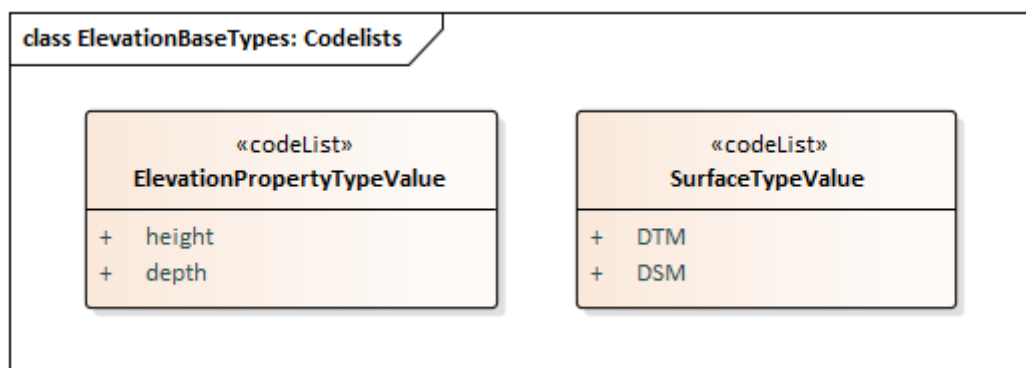 class ElevationBaseTypes: Codelists
«codeList»
ElevationPropertyTypeValue
+ height
+ depth
«codeList»
SurfaceTypeValue
+ DTM
+ DSM